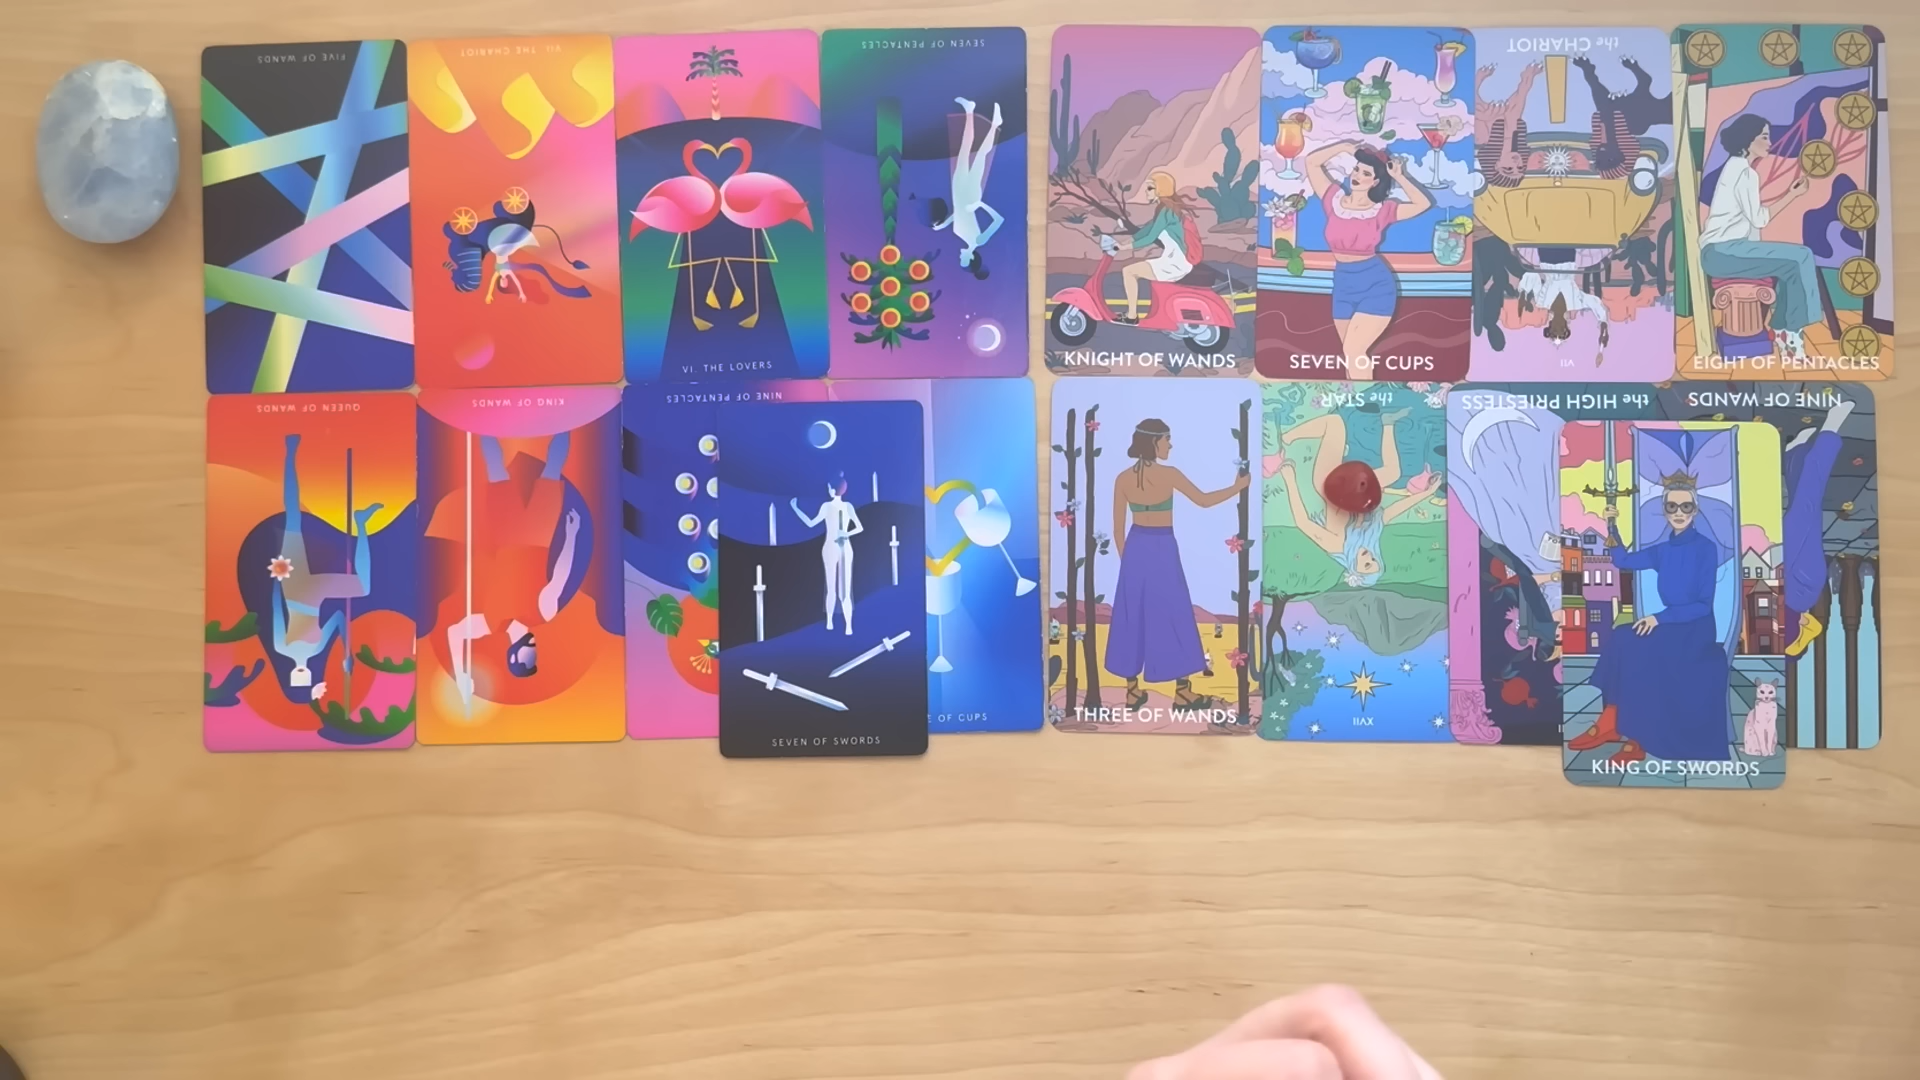 FIVE OF WANDS
VII. THE CHARIOT
VI. THE LOVERS
SEVEN OF PENTACLES
KNIGHT OF WANDS
SEVEN OF CUPS
the CHARIOT
VII
EIGHT OF PENTACLES
QUEEN OF WANDS
KING OF WANDS
NINE OF PENTACLES
SEVEN OF SWORDS
OF CUPS
THREE OF WANDS
the STAR
XVII
the HIGH PRIESTESS
KING OF SWORDS
NINE OF WANDS